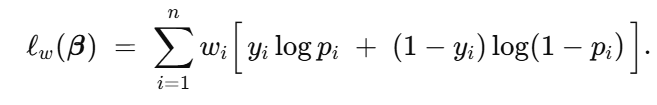 ℓ_w(𝜷) = ∑_{i=1}^{n} w_i [ y_i log p_i + (1 − y_i) log(1 − p_i) ].